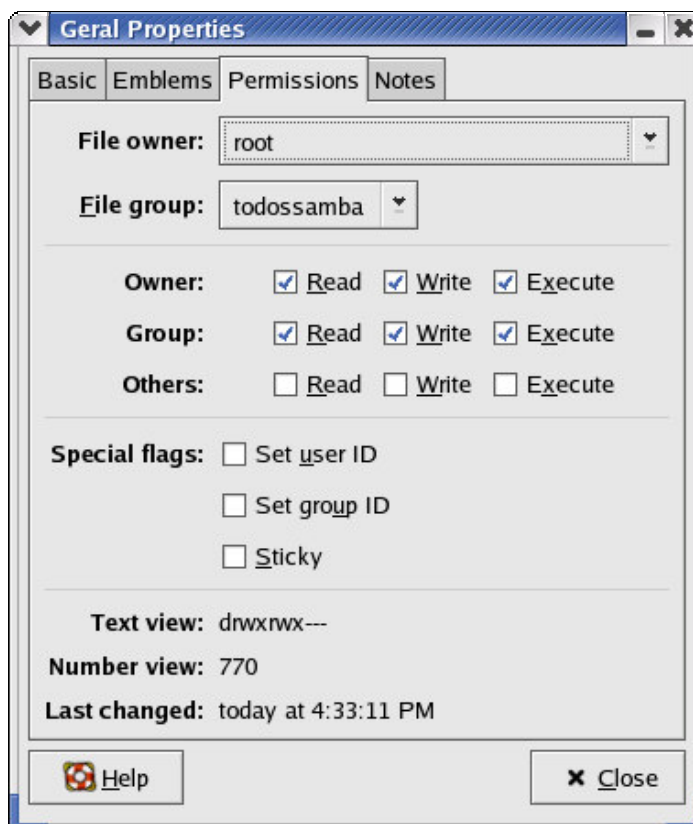 Geral Properties
Basic Emblems Permissions Notes
File owner: root
File group: todossamba
Owner: Read Write Execute
Group: Read Write Execute
Others: Read Write Execute
Special flags: Set user ID
Set group ID
Sticky
Text view: drwxrwx---
Number view: 770
Last changed: today at 4:33:11 PM
Help Close